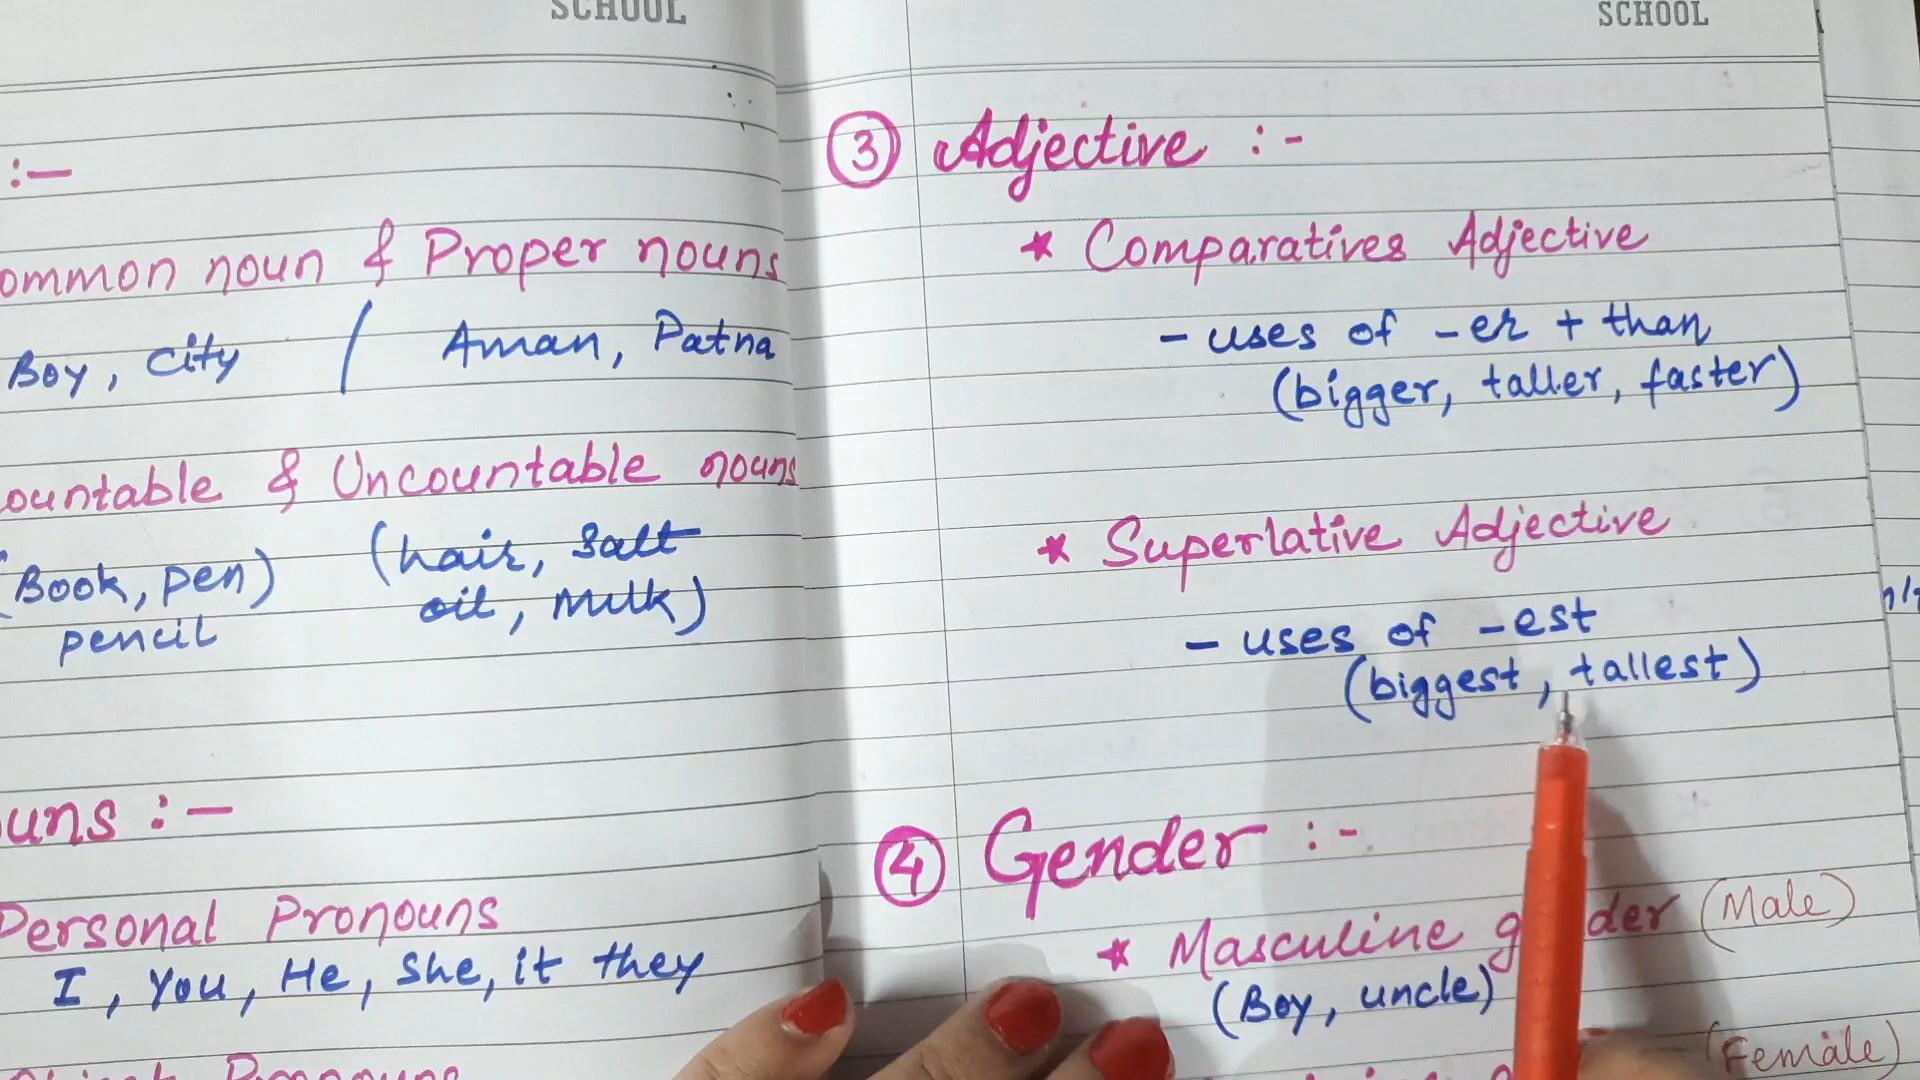 SCHOOL
:—
ommon noun & Proper nouns
Boy, City / Aman, Patna
ountable & Uncountable nouns
(Book, pen) (hair, salt
pencil oil, Milk)
uns :—
Personal Pronouns
I, You, He, She, it they
Pronouns
SCHOOL
3 Adjective :-
* Comparatives Adjective
- uses of -er + than
(bigger, taller, faster)
* Superlative Adjective
- uses of -est
(biggest, tallest)
4 Gender :-
* Masculine g der (Male)
(Boy, uncle)
(Female)